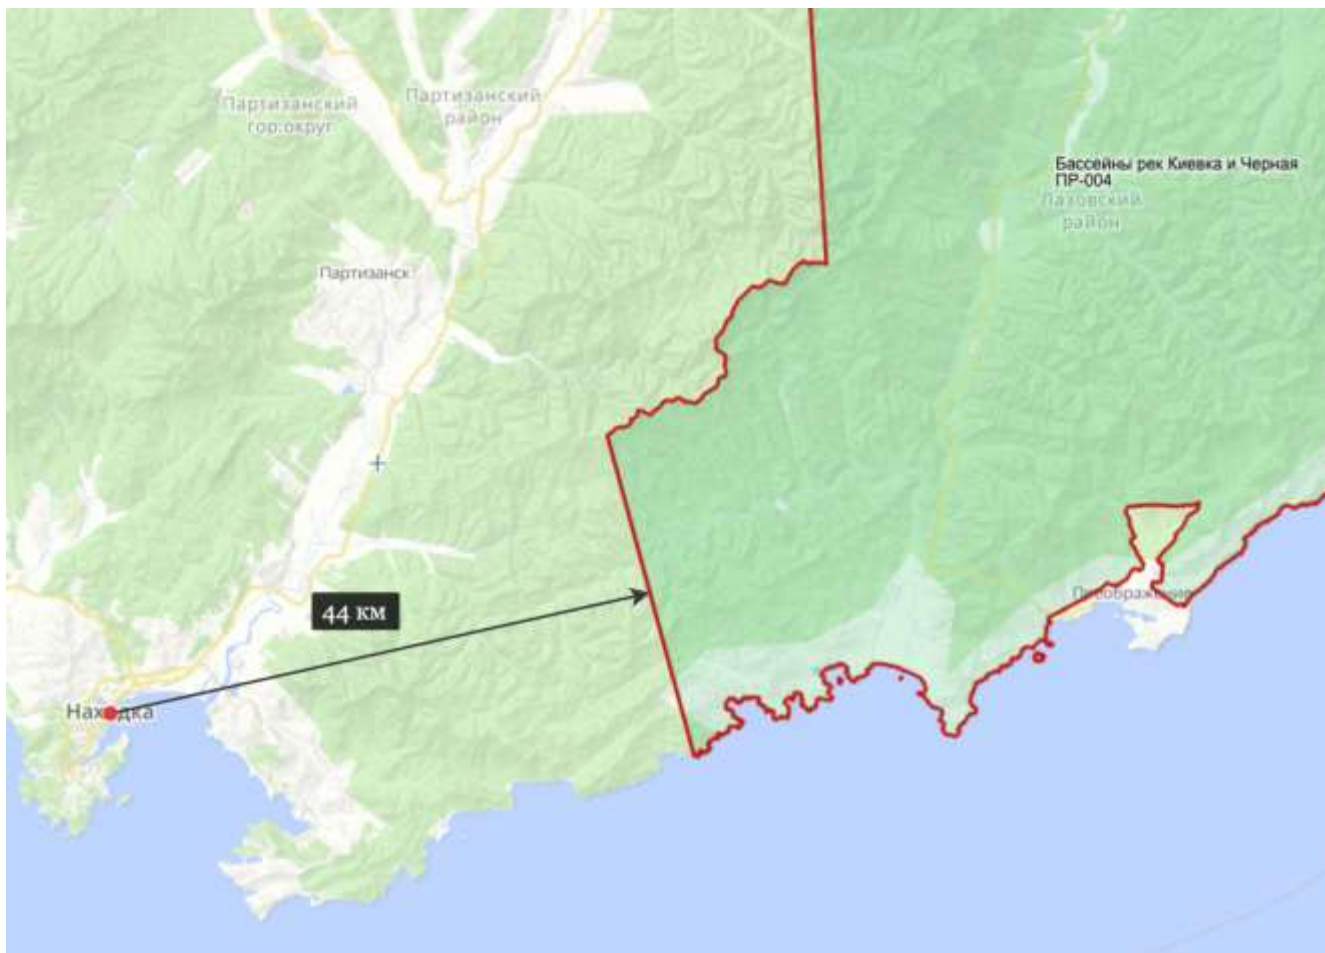 Партизанский
гор.округ
Партизанский
район
Бассейны рек Киевка и Черная
ПР-004
Лазовский
район
Партизанск
Преображение
44 км
Находка